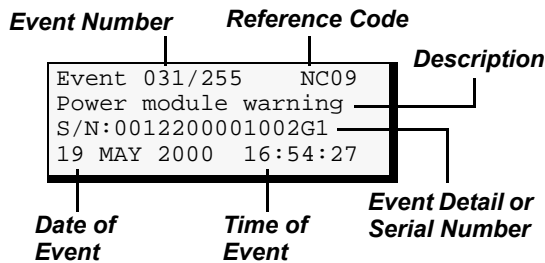 Event Number
Reference Code
Description
Event 031/255 NC09
Power module warning
S/N:0012200001002G1
19 MAY 2000 16:54:27
Date of
Event
Time of
Event
Event Detail or
Serial Number